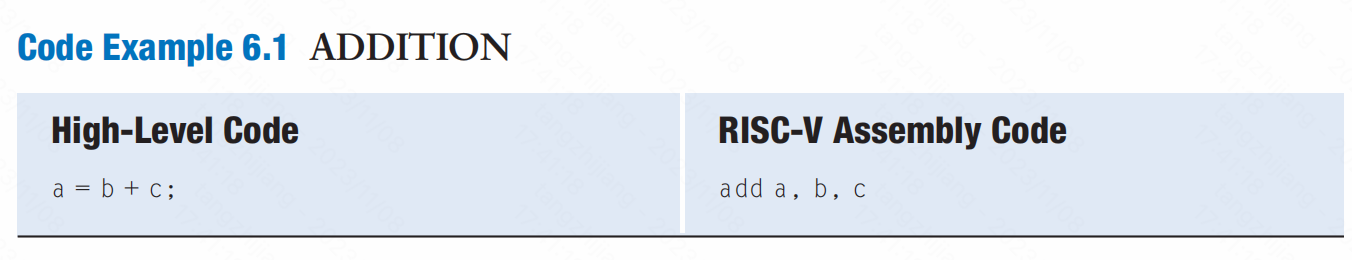 Code Example 6.1 ADDITION
High-Level Code
a = b + c;
RISC-V Assembly Code
add a, b, c